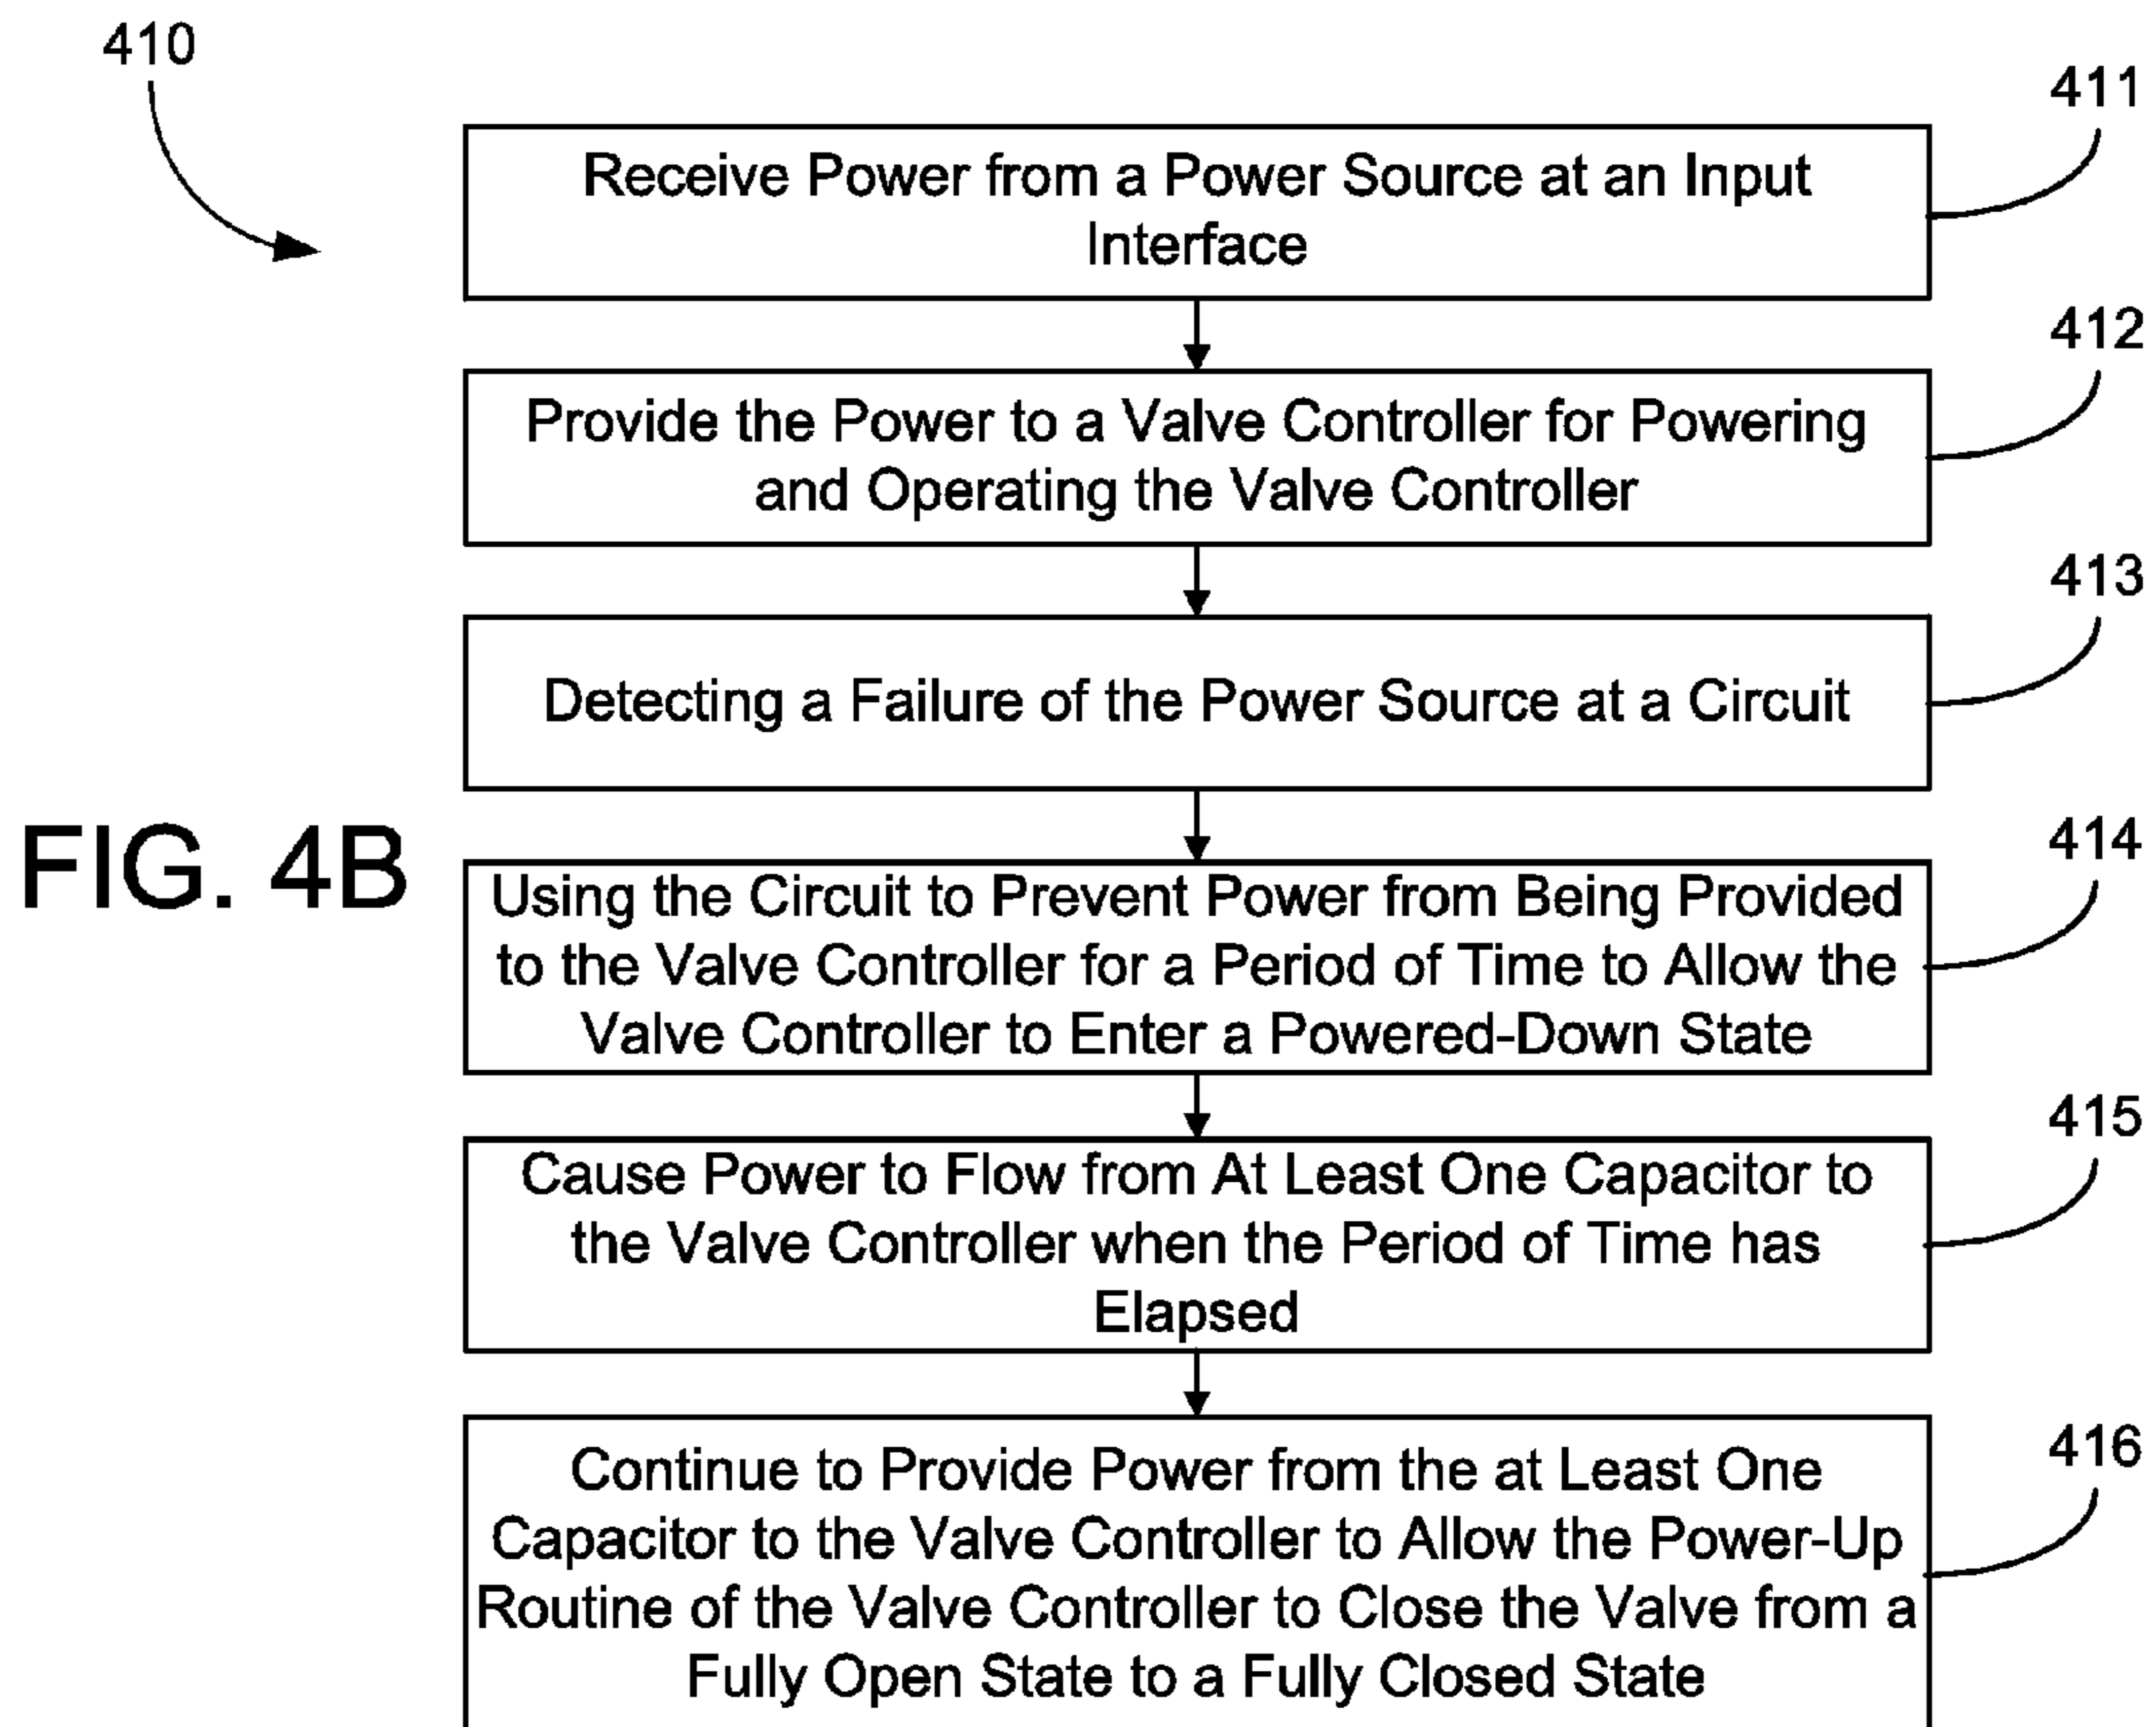 410
411
Receive Power from a Power Source at an Input
Interface
412
Provide the Power to a Valve Controller for Powering
and Operating the Valve Controller
413
Detecting a Failure of the Power Source at a Circuit
FIG. 4B
414
Using the Circuit to Prevent Power from Being Provided
to the Valve Controller for a Period of Time to Allow the
Valve Controller to Enter a Powered-Down State
415
Cause Power to Flow from At Least One Capacitor to
the Valve Controller when the Period of Time has
Elapsed
416
Continue to Provide Power from the at Least One
Capacitor to the Valve Controller to Allow the Power-Up
Routine of the Valve Controller to Close the Valve from a
Fully Open State to a Fully Closed State